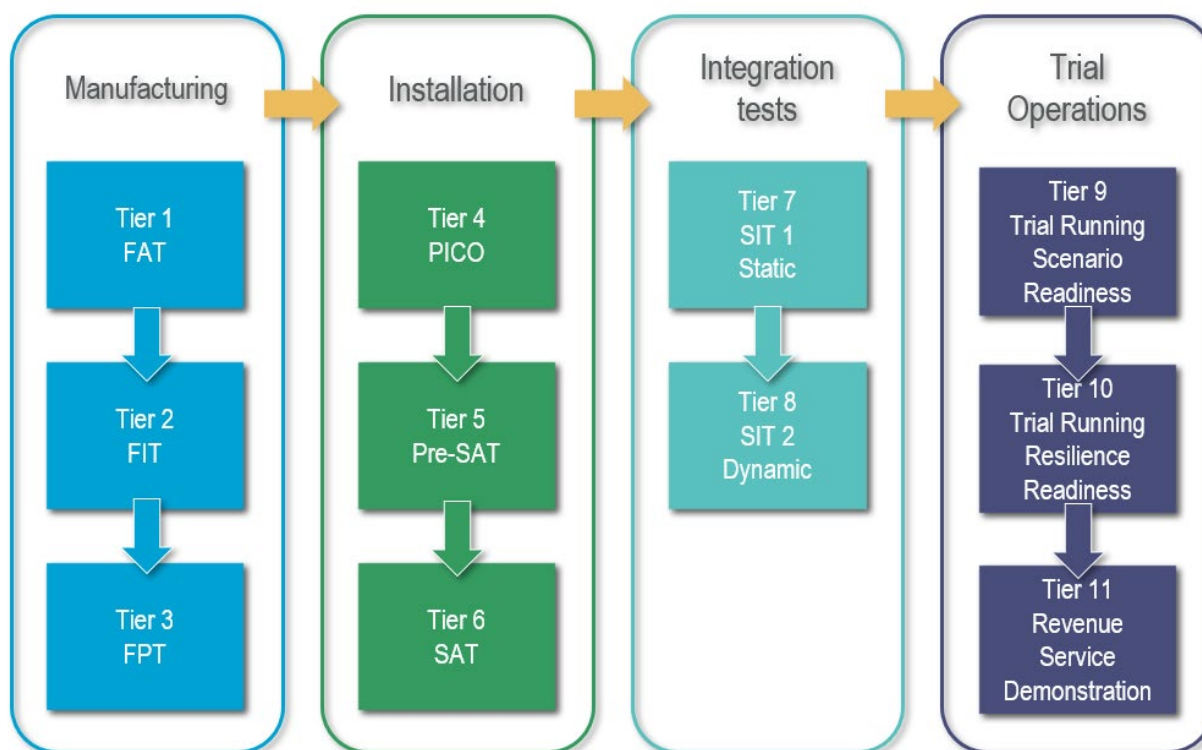 Manufacturing
Tier 1
FAT
Tier 2
FIT
Tier 3
FPT
Installation
Tier 4
PICO
Tier 5
Pre-SAT
Tier 6
SAT
Integration
tests
Tier 7
SIT 1
Static
Tier 8
SIT 2
Dynamic
Trial
Operations
Tier 9
Trial Running
Scenario
Readiness
Tier 10
Trial Running
Resilience
Readiness
Tier 11
Revenue
Service
Demonstration